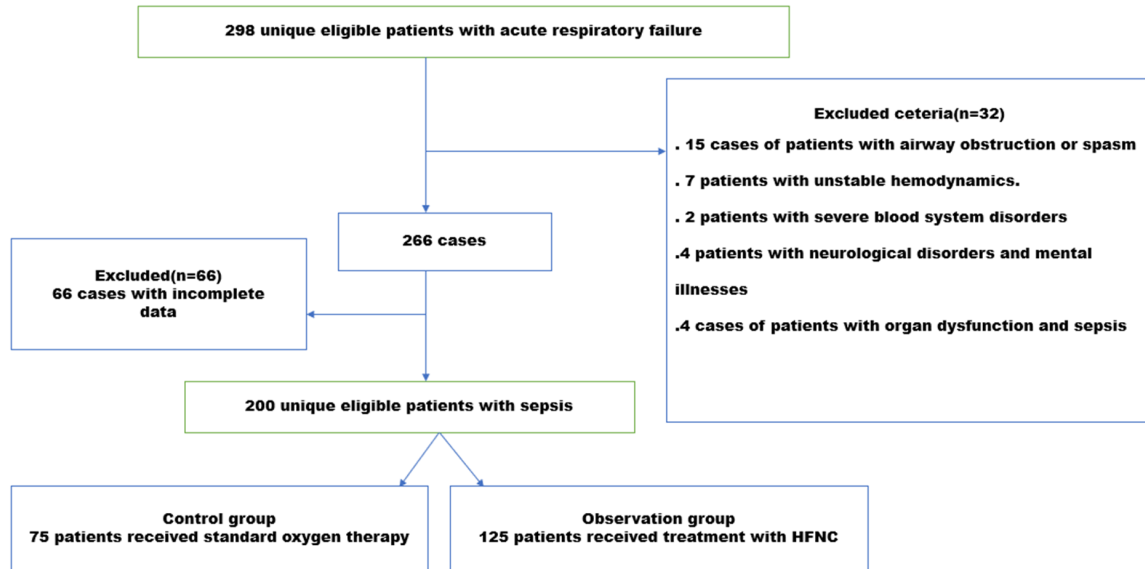 298 unique eligible patients with acute respiratory failure
Excluded ceteria(n=32)
. 15 cases of patients with airway obstruction or spasm
. 7 patients with unstable hemodynamics.
. 2 patients with severe blood system disorders
.4 patients with neurological disorders and mental
illnesses
.4 cases of patients with organ dysfunction and sepsis
266 cases
Excluded(n=66)
66 cases with incomplete
data
200 unique eligible patients with sepsis
Control group
75 patients received standard oxygen therapy
Observation group
125 patients received treatment with HFNC